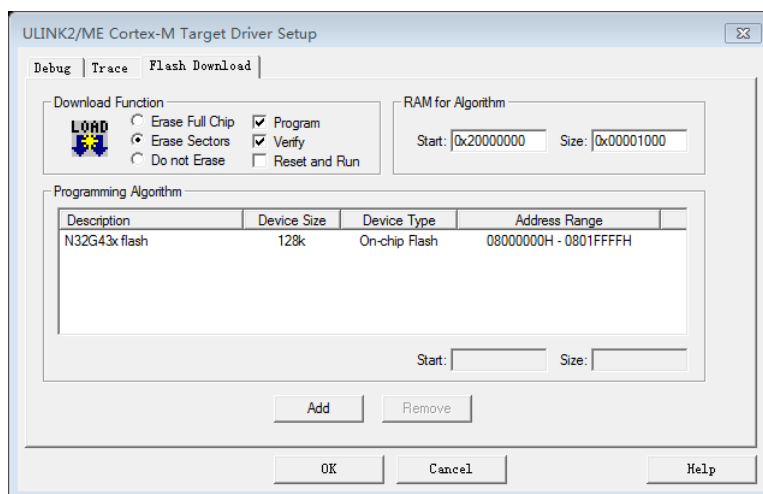 ULINK2/ME Cortex-M Target Driver Setup
Debug Trace Flash Download
Download Function
LOAD
Erase Full Chip
Erase Sectors
Do not Erase
Program
Verify
Reset and Run
RAM for Algorithm
Start: 0x20000000 Size: 0x00001000
Programming Algorithm
Description Device Size Device Type Address Range
N32G43x flash 128k On-chip Flash 08000000H - 0801FFFFH
Start: Size:
Add Remove
OK Cancel Help